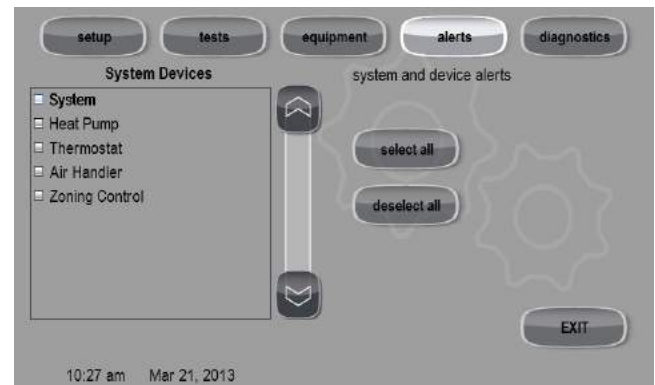 setup tests equipment alerts diagnostics
System Devices
system and device alerts
System
Heat Pump
Thermostat
Air Handler
Zoning Control
select all
deselect all
EXIT
10:27 am Mar 21, 2013